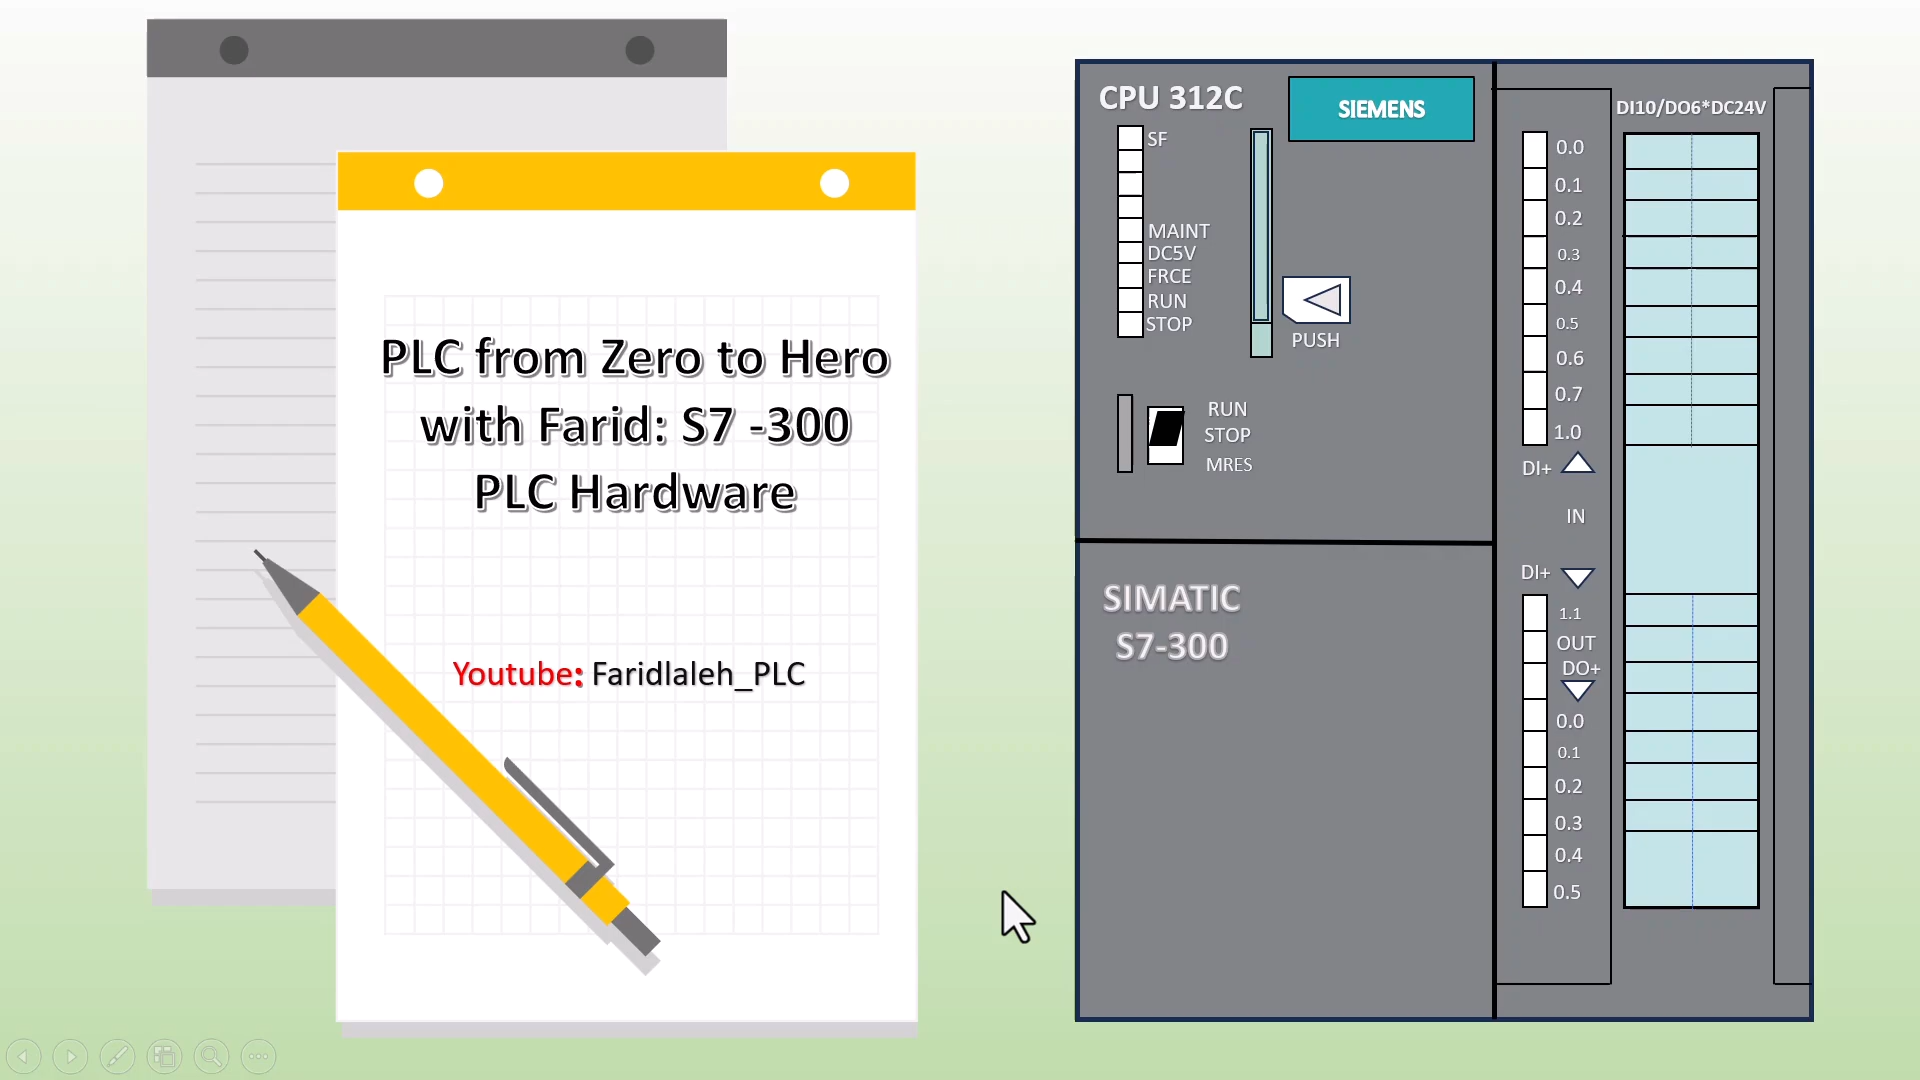 PLC from Zero to Hero
with Farid: S7 -300
PLC Hardware
Youtube: Faridlaleh_PLC
CPU 312C
SIEMENS
SF
MAINT
DC5V
FRCE
RUN
STOP
PUSH
RUN
STOP
MRES
SIMATIC
S7-300
DI10/DO6*DC24V
0.0
0.1
0.2
0.3
0.4
0.5
0.6
0.7
1.0
DI+
IN
DI+
1.1
OUT
DO+
0.0
0.1
0.2
0.3
0.4
0.5